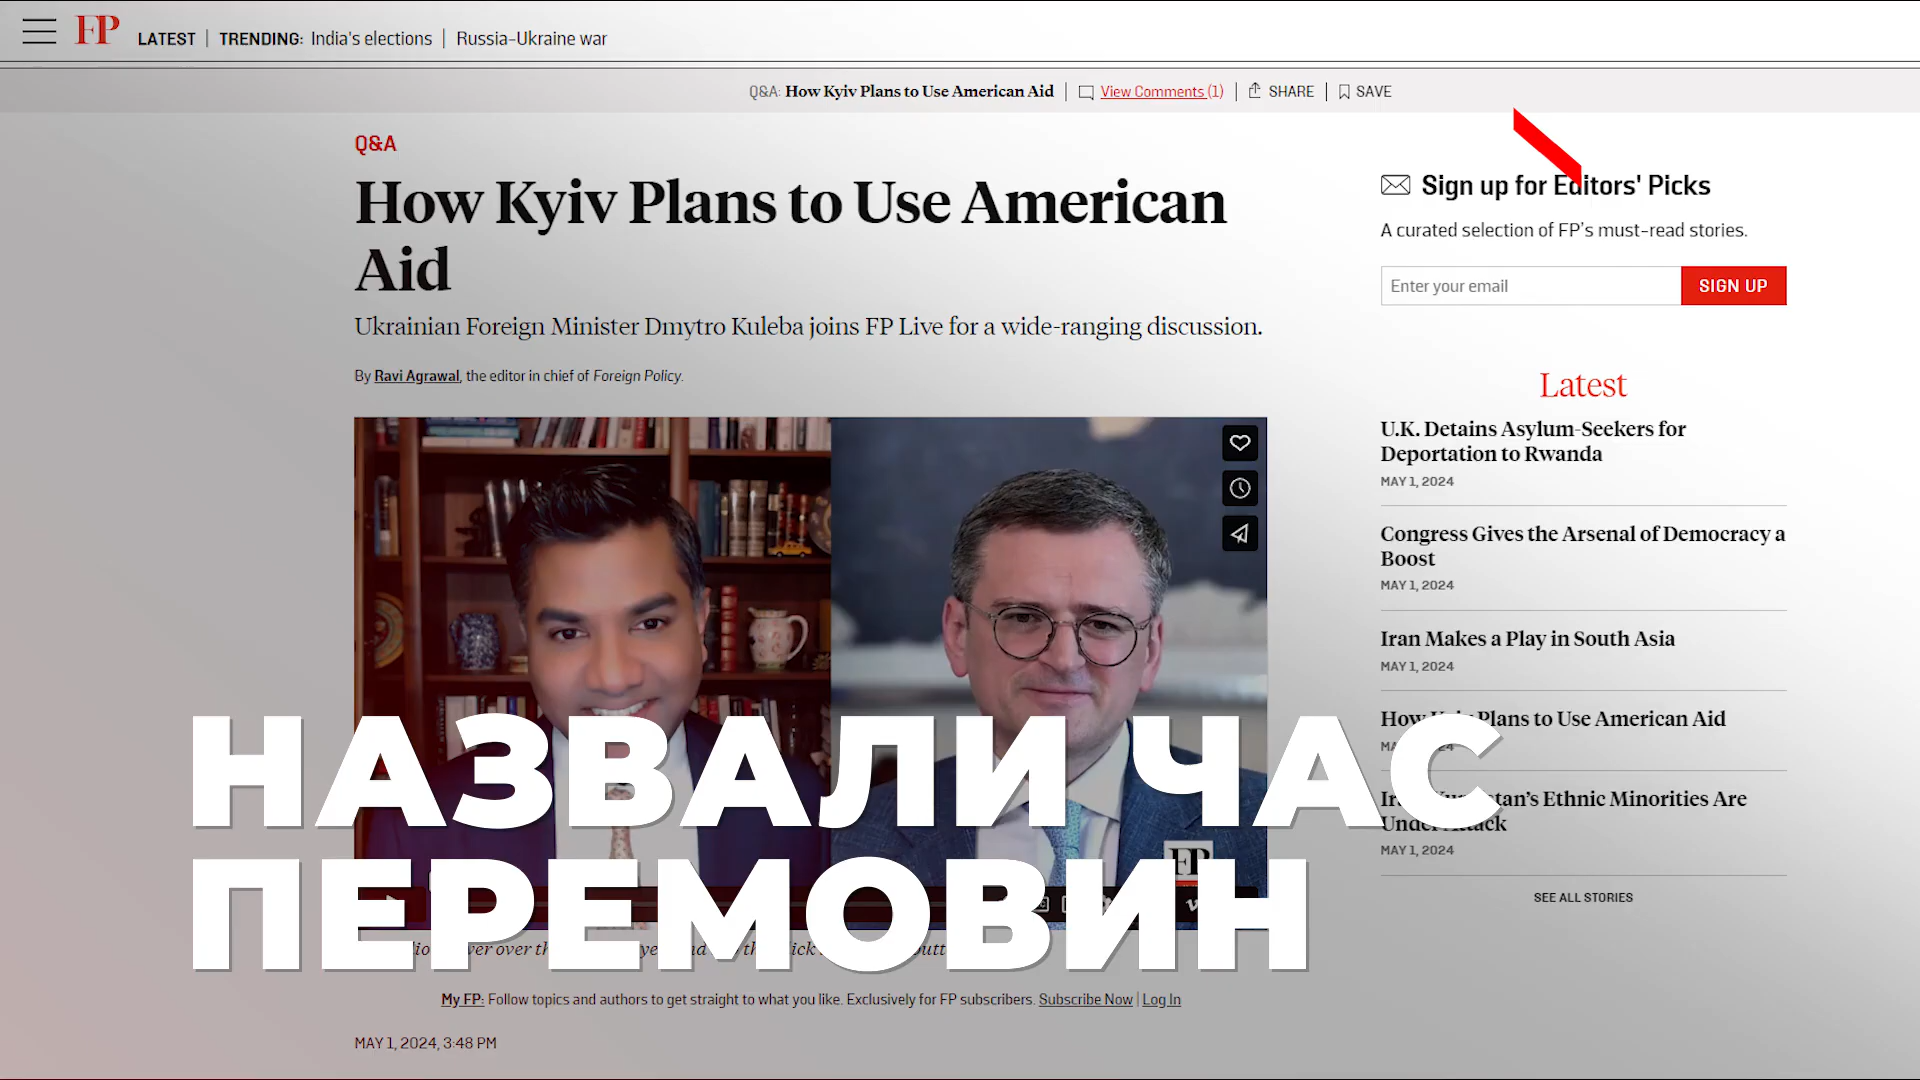 FP LATEST | TRENDING: India's elections | Russia-Ukraine war
Q&A: How Kyiv Plans to Use American Aid | View Comments (1) | SHARE | SAVE
Q&A
How Kyiv Plans to Use American
Aid
Ukrainian Foreign Minister Dmytro Kuleba joins FP Live for a wide-ranging discussion.
By Ravi Agrawal, the editor in chief of Foreign Policy.
FP
НАЗВАЛИ ЧАС
ПЕРЕМОВИН
My FP: Follow topics and authors to get straight to what you like. Exclusively for FP subscribers. Subscribe Now | Log In
MAY 1, 2024, 3:48 PM
Sign up for Editors' Picks
A curated selection of FP's must-read stories.
Enter your email SIGN UP
Latest
U.K. Detains Asylum-Seekers for
Deportation to Rwanda
MAY 1, 2024
Congress Gives the Arsenal of Democracy a
Boost
MAY 1, 2024
Iran Makes a Play in South Asia
MAY 1, 2024
How Kyiv Plans to Use American Aid
Ethnic Minorities Are
Under Attack
MAY 1, 2024
SEE ALL STORIES